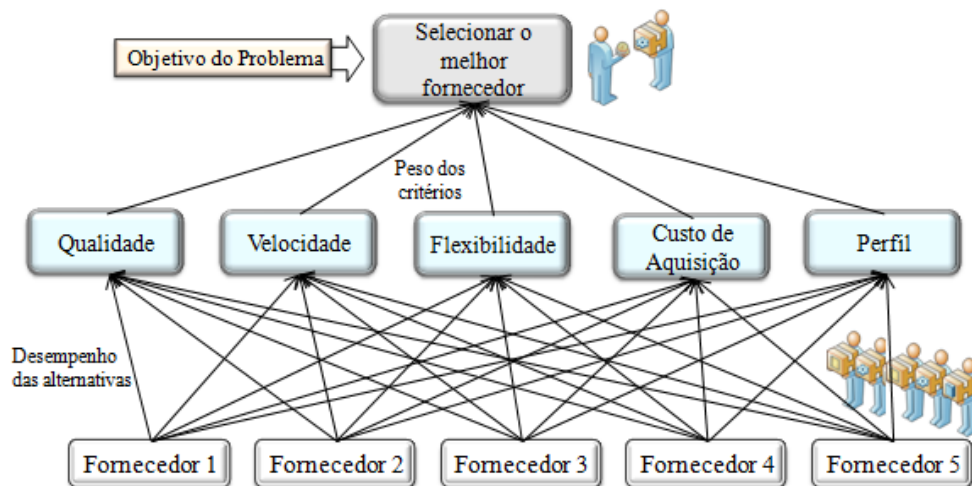 Objetivo do Problema
Selecionar o
melhor
fornecedor
Peso dos
critérios
Qualidade
Velocidade
Flexibilidade
Custo de
Aquisição
Perfil
Desempenho
das alternativas
Fornecedor 1
Fornecedor 2
Fornecedor 3
Fornecedor 4
Fornecedor 5